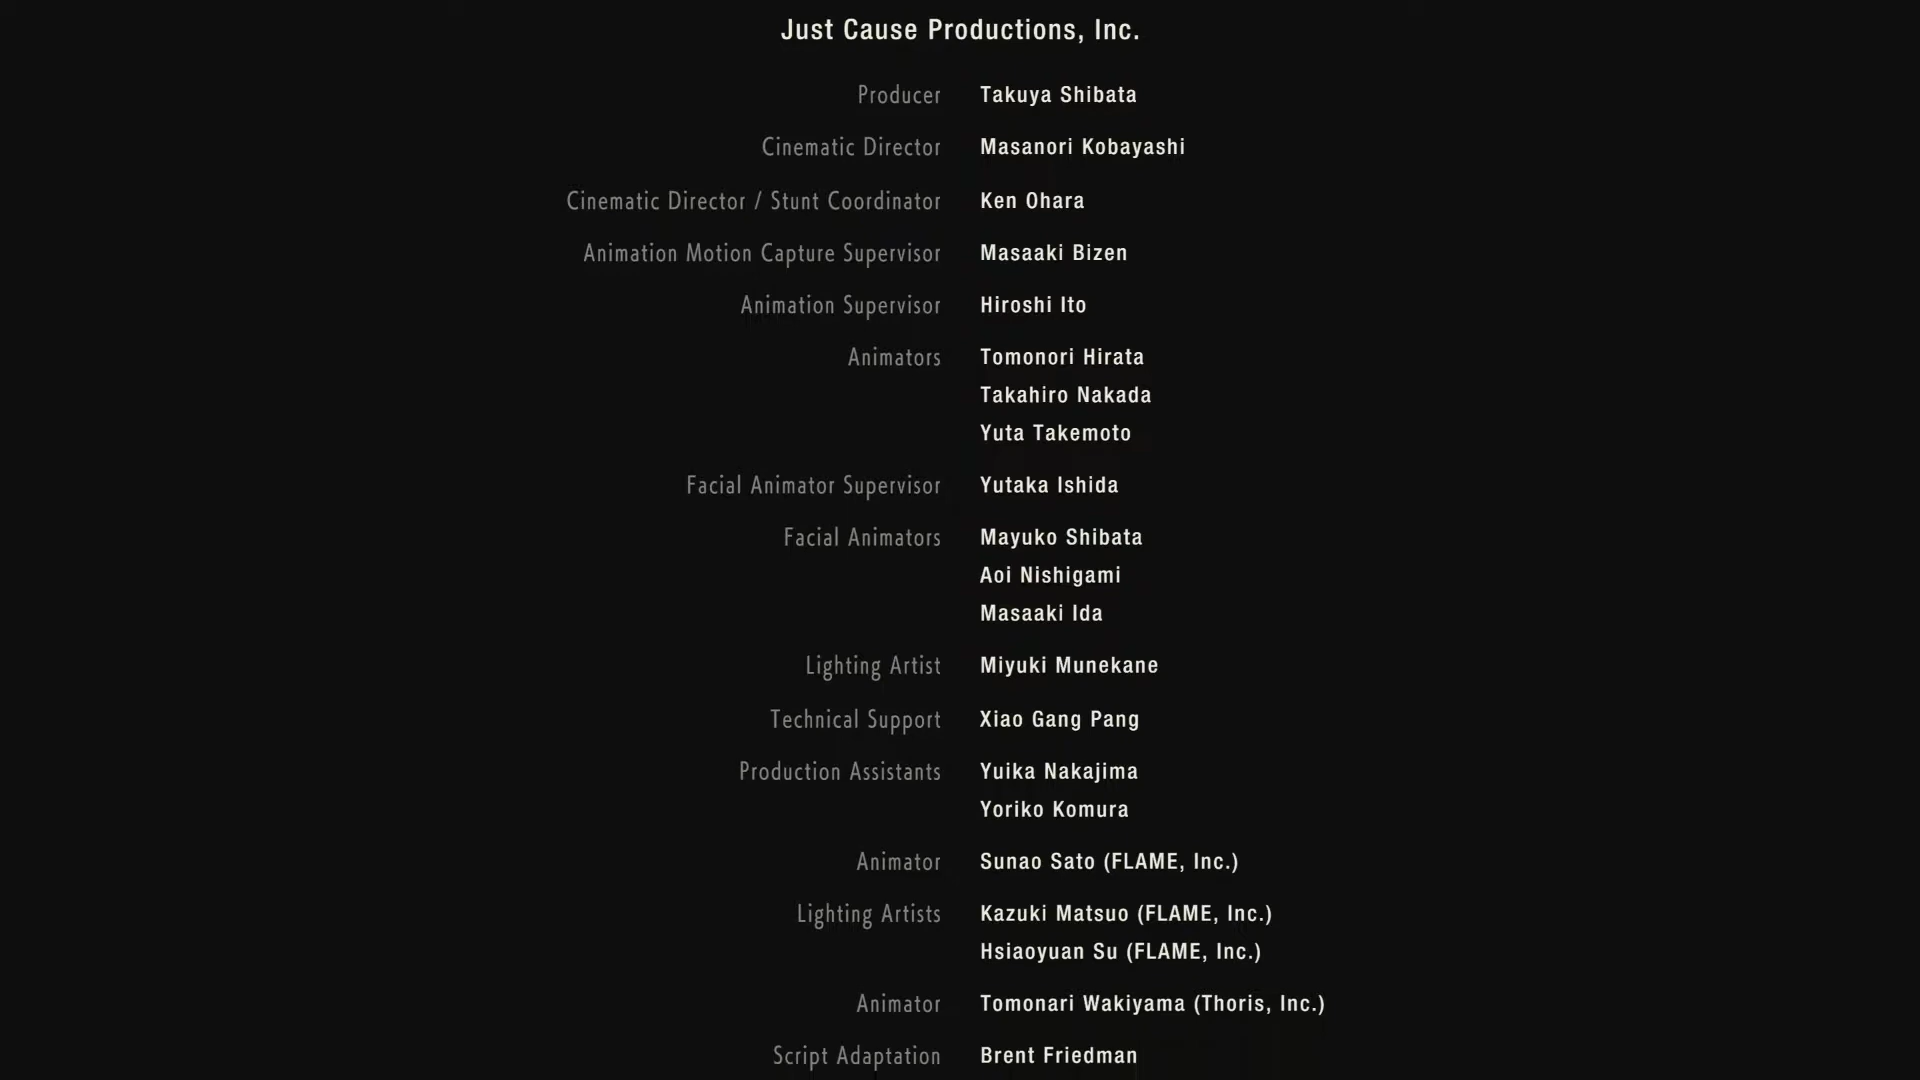 Just Cause Productions, Inc.
Producer Takuya Shibata
Cinematic Director Masanori Kobayashi
Cinematic Director / Stunt Coordinator Ken Ohara
Animation Motion Capture Supervisor Masaaki Bizen
Animation Supervisor Hiroshi Ito
Animators Tomonori Hirata
Takahiro Nakada
Yuta Takemoto
Facial Animator Supervisor Yutaka Ishida
Facial Animators Mayuko Shibata
Aoi Nishigami
Masaaki Ida
Lighting Artist Miyuki Munekane
Technical Support Xiao Gang Pang
Production Assistants Yuika Nakajima
Yoriko Komura
Animator Sunao Sato (FLAME, Inc.)
Lighting Artists Kazuki Matsuo (FLAME, Inc.)
Hsiaoyuan Su (FLAME, Inc.)
Animator Tomonari Wakiyama (Thoris, Inc.)
Script Adaptation Brent Friedman